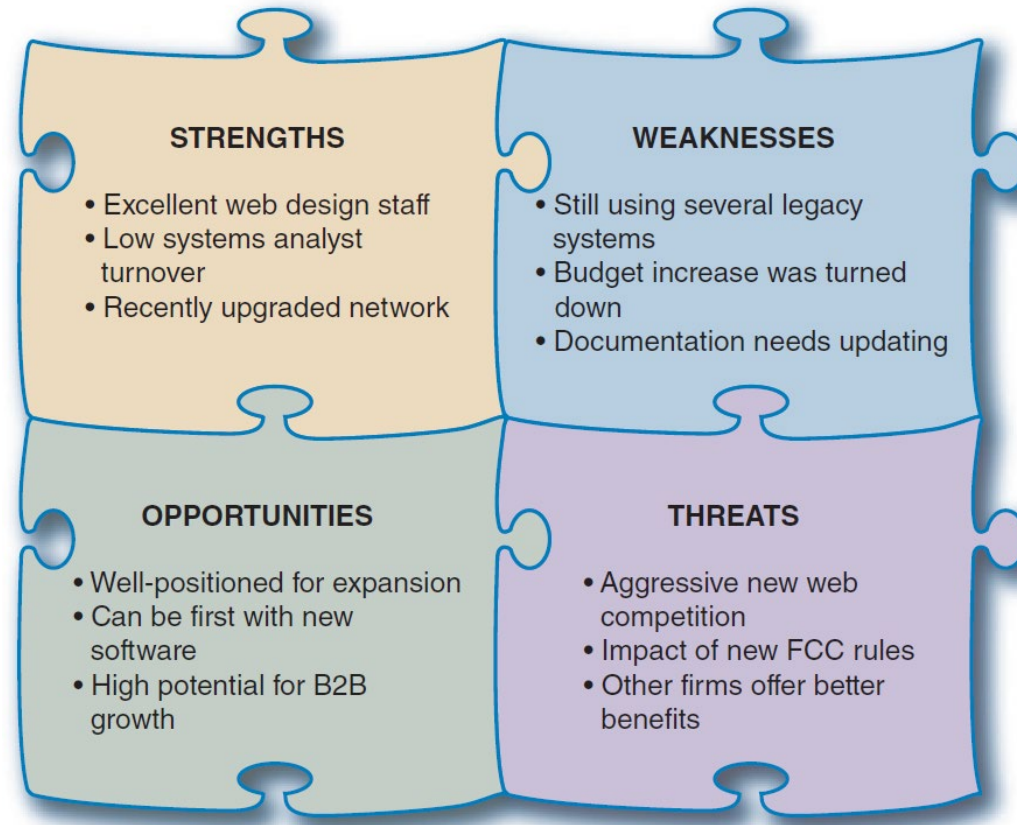 STRENGTHS
• Excellent web design staff
• Low systems analyst
turnover
• Recently upgraded network
WEAKNESSES
• Still using several legacy
systems
• Budget increase was turned
down
• Documentation needs updating
OPPORTUNITIES
• Well-positioned for expansion
• Can be first with new
software
• High potential for B2B
growth
THREATS
• Aggressive new web
competition
• Impact of new FCC rules
• Other firms offer better
benefits